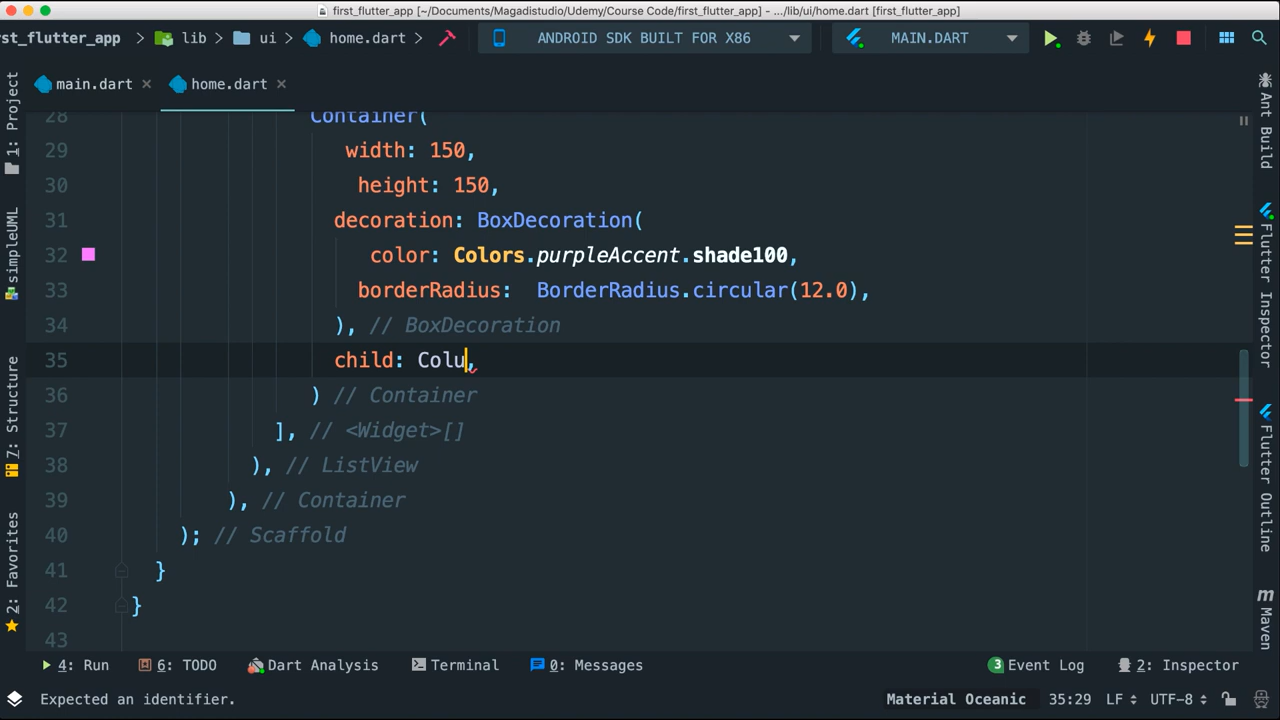 first_flutter_app [~/Documents/Magadistudio/Udemy/Course Code/first_flutter_app] - .../lib/ui/home.dart [first_flutter_app]
rst_flutter_app lib ui home.dart ANDROID SDK BUILT FOR X86 MAIN.DART
main.dart home.dart
28 Container(
29 width: 150,
30 height: 150,
31 decoration: BoxDecoration(
32 color: Colors.purpleAccent.shade100,
33 borderRadius: BorderRadius.circular(12.0),
34 ), // BoxDecoration
35 child: Colu,
36 ) // Container
37 ], // <Widget>[]
38 ), // ListView
39 ), // Container
40 ); // Scaffold
41 }
42 }
43
1: Project
simpleUML
7: Structure
2: Favorites
Ant Build
Flutter Inspector
Flutter Outline
m
Maven
4: Run 6: TODO Dart Analysis Terminal 0: Messages 3 Event Log 2: Inspector
Expected an identifier. Material Oceanic 35:29 LF UTF-8